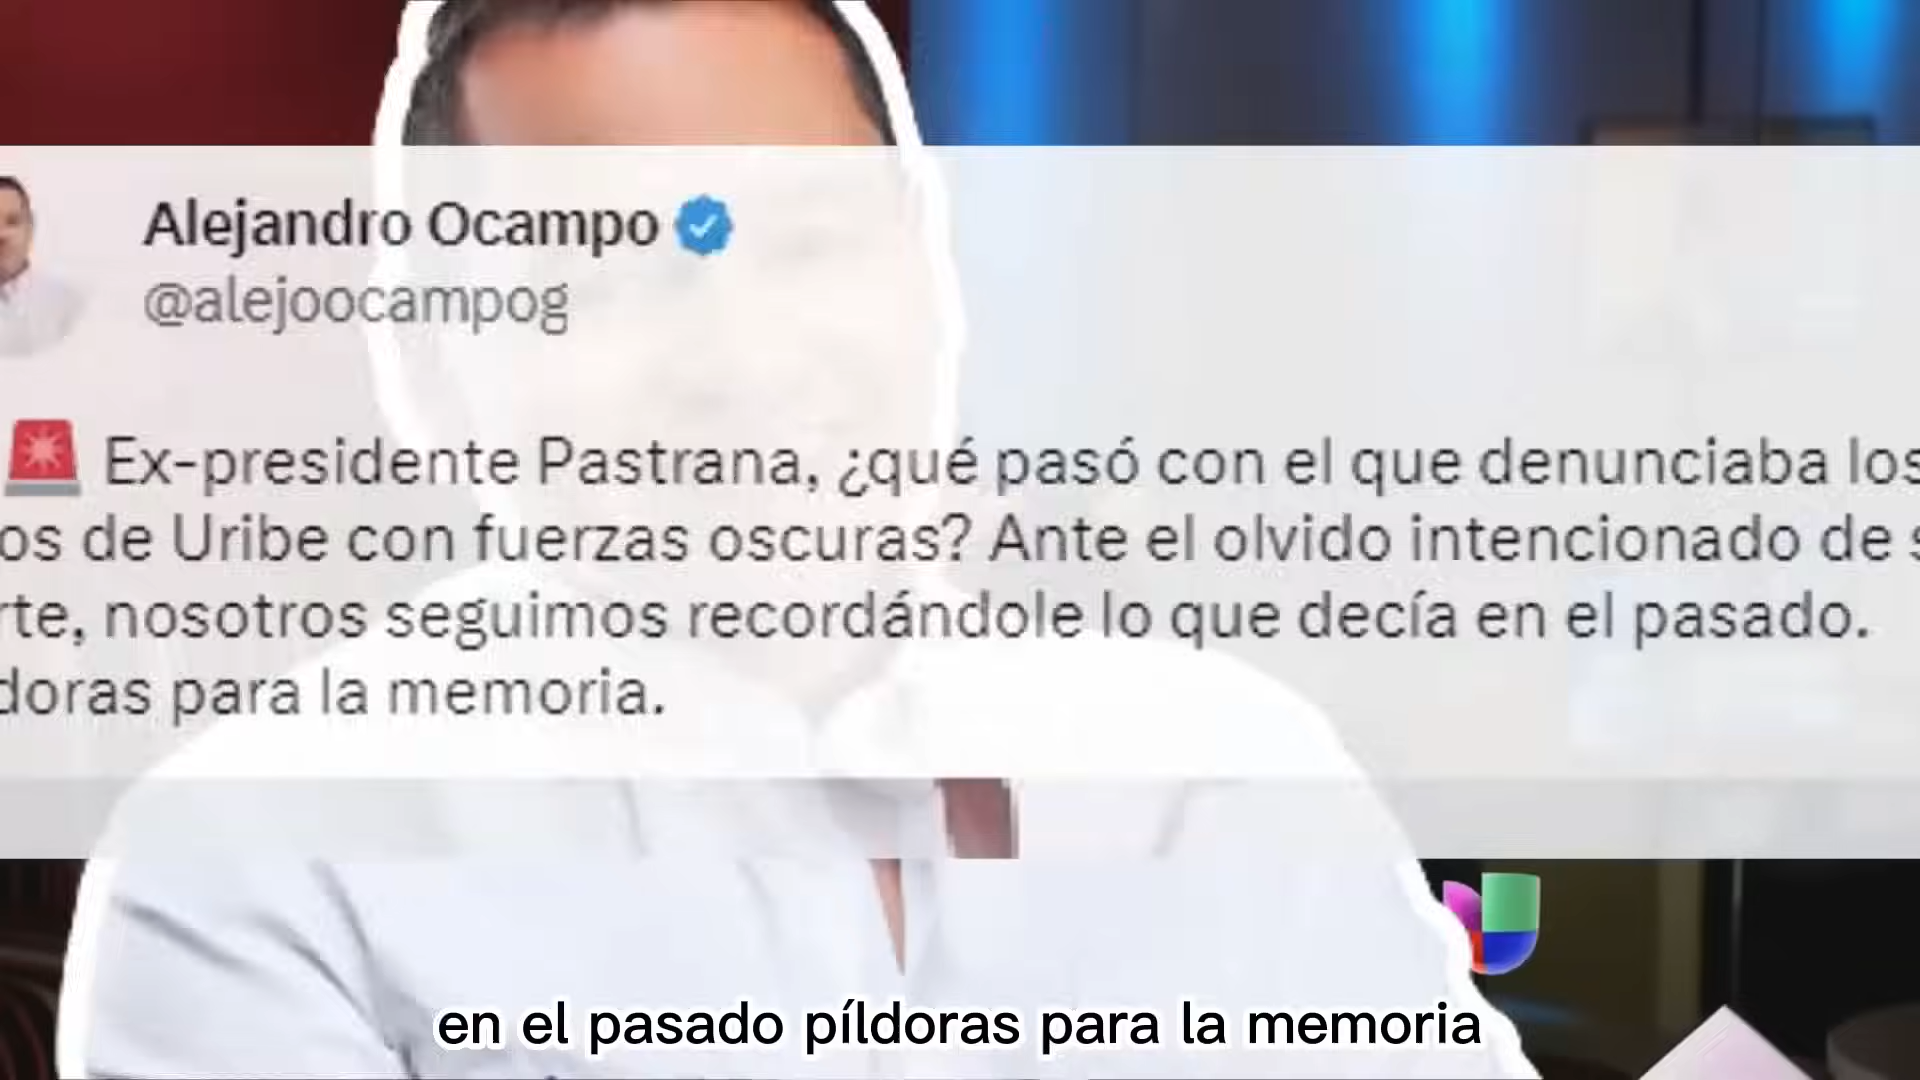 Alejandro Ocampo
@alejoocampog
Ex-presidente Pastrana, ¿qué pasó con el que denunciaba los
de Uribe con fuerzas oscuras? Ante el olvido intencionado de
nosotros seguimos recordándole lo que decía en el pasado.
para la memoria.
en el pasado píldoras para la memoria